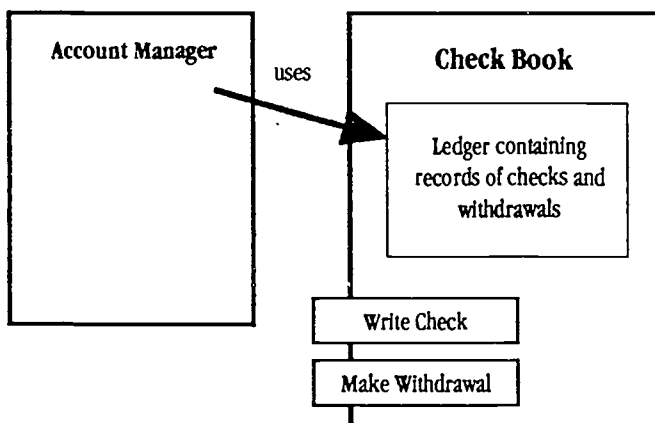 Account Manager
uses
Check Book
Ledger containing
records of checks and
withdrawals
Write Check
Make Withdrawal